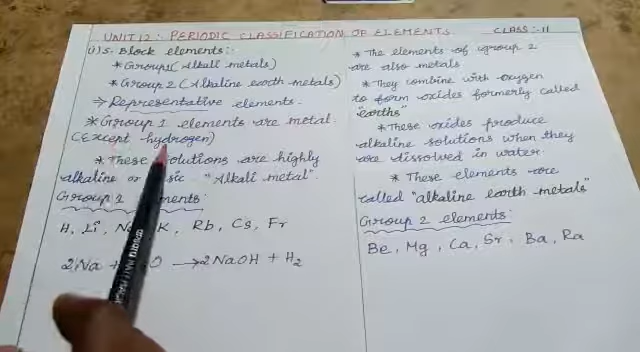 UNIT 12: PERIODIC CLASSIFICATION OF ELEMENTS CLASS:-11
(i) S-Block elements:-
* Group 1 (Alkali metals)
* Group 2 (Alkaline earth metals)
⇒ Representative elements.
* Group 1 elements are metal
(except hydrogen)
* These solutions are highly
alkaline or "Alkali metal".
Group 1 elements:
H, Li, Na, K, Rb, Cs, Fr
2Na + → 2NaOH + H2
* The elements of group 2
are also metals
* They combine with oxygen
to form oxides formerly called
"earths"
* These oxides produce
alkaline solutions when they
are dissolved in water.
* These elements are
called "alkaline earth metals"
Group 2 elements:
Be, Mg, Ca, Sr, Ba, Ra